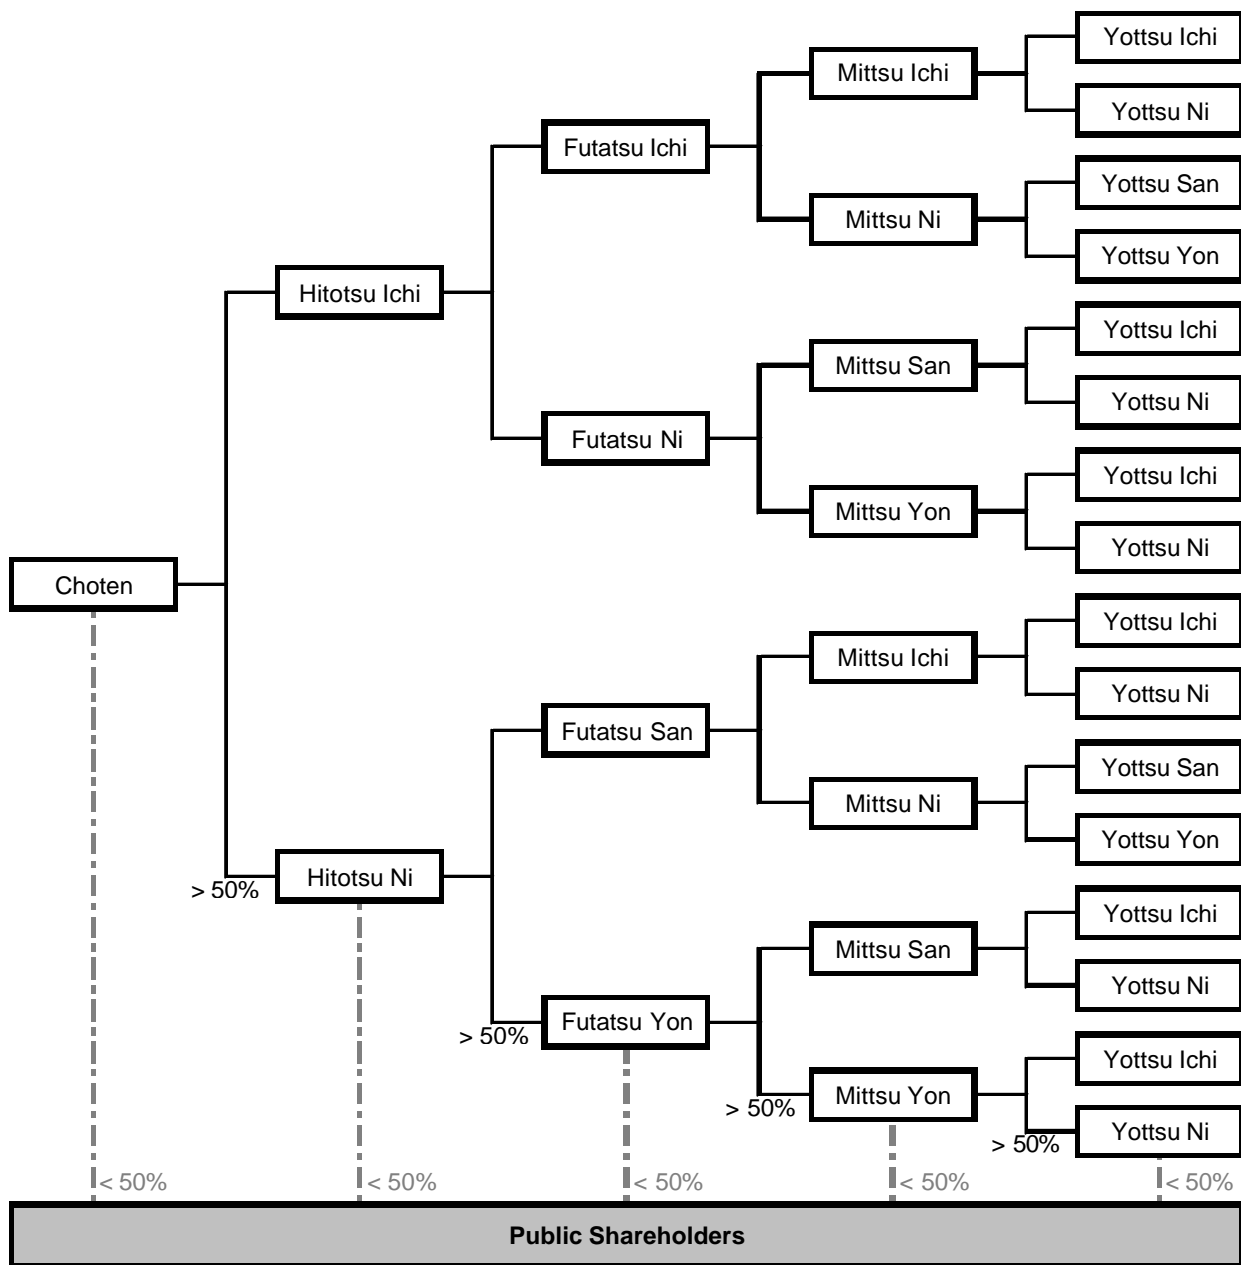 Yottsu Ichi
Mittsu Ichi
Yottsu Ni
Futatsu Ichi
Yottsu San
Mittsu Ni
Yottsu Yon
Hitotsu Ichi
Yottsu Ichi
Mittsu San
Yottsu Ni
Futatsu Ni
Yottsu Ichi
Mittsu Yon
Yottsu Ni
Choten
Yottsu Ichi
Mittsu Ichi
Yottsu Ni
Futatsu San
Yottsu San
Mittsu Ni
Yottsu Yon
Hitotsu Ni
> 50%
Yottsu Ichi
Mittsu San
Yottsu Ni
Futatsu Yon
> 50%
Yottsu Ichi
Mittsu Yon
> 50%
Yottsu Ni
> 50%
< 50%
< 50%
< 50%
< 50%
< 50%
Public Shareholders